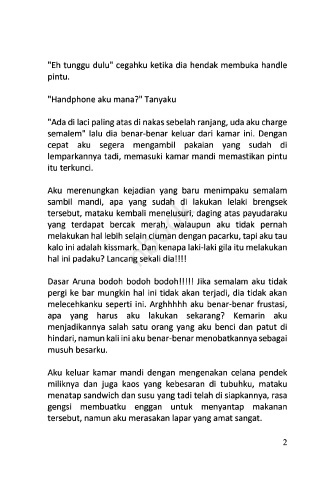 "Eh tunggu dulu" cegahku ketika dia hendak membuka handle
pintu.
"Handphone aku mana?" Tanyaku
"Ada di laci paling atas di nakas sebelah ranjang, uda aku charge
semalem" lalu dia benar-benar keluar dari kamar ini. Dengan
cepat aku segera mengambil pakaian yang sudah di
lemparkannya tadi, memasuki kamar mandi memastikan pintu
itu terkunci.
Aku merenungkan kejadian yang baru menimpaku semalam
sambil mandi, apa yang sudah di lakukan lelaki brengsek
tersebut, mataku kembali menelusuri, daging atas payudaraku
yang terdapat bercak merah, walaupun aku tidak pernah
melakukan hal lebih selain ciuman dengan pacarku, tapi aku tau
kalo ini adalah kissmark. Dan kenapa laki-laki gila itu melakukan
hal ini padaku? Lancang sekali dia!!!!
Dasar Aruna bodoh bodoh bodoh!!!!! Jika semalam aku tidak
pergi ke bar mungkin hal ini tidak akan terjadi, dia tidak akan
melecehkanku seperti ini. Arghhhhh aku benar-benar frustasi,
apa yang harus aku lakukan sekarang? Kemarin aku
menjadikannya salah satu orang yang aku benci dan patut di
hindari, namun kali ini aku benar-benar menobatkannya sebagai
musuh besarku.
Aku keluar kamar mandi dengan mengenakan celana pendek
miliknya dan juga kaos yang kebesaran di tubuhku, mataku
menatap sandwich dan susu yang tadi telah di siapkannya, rasa
gengsi membuatku enggan untuk menyantap makanan
tersebut, namun aku merasakan lapar yang amat sangat.
2